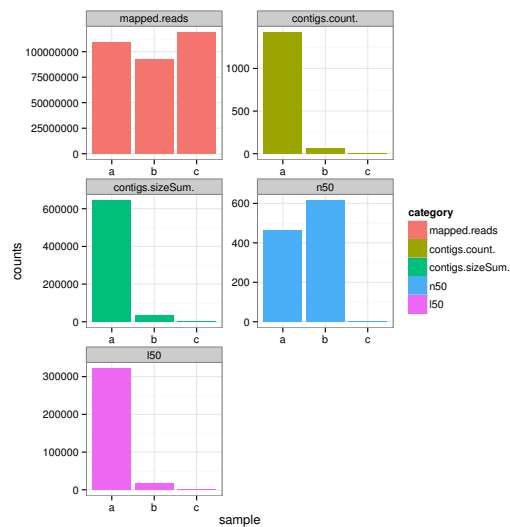 mapped.reads
contigs.count.
100000000
75000000
50000000
25000000
0
a b c
1000
500
0
a b c
contigs.sizeSum.
n50
600000
400000
200000
0
a b c
600
400
200
0
a b c
l50
300000
200000
100000
0
a b c
counts
sample
category
mapped.reads
contigs.count.
contigs.sizeSum.
n50
l50